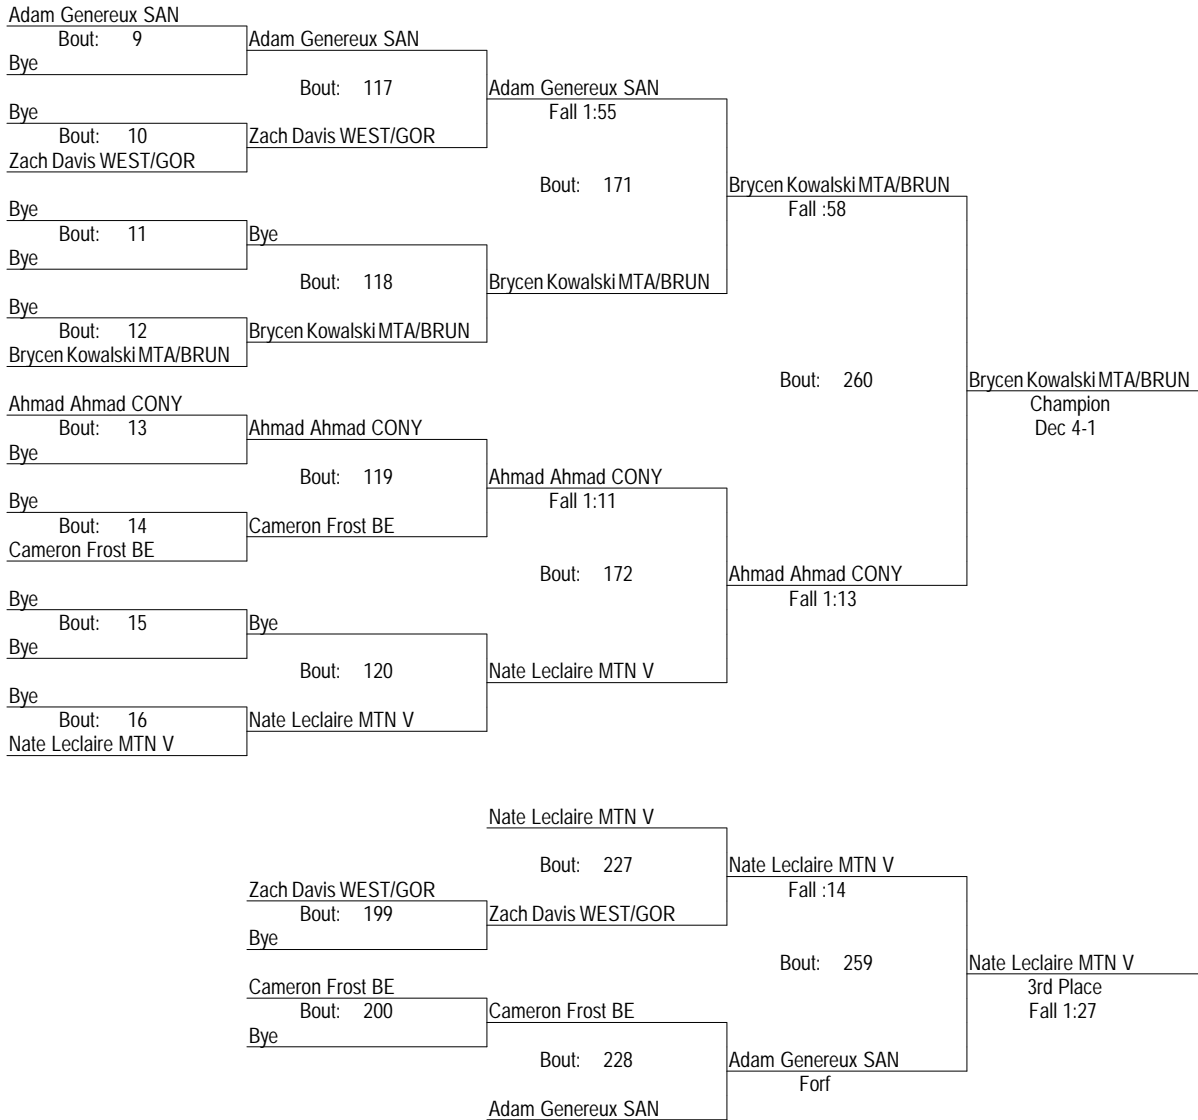 Adam Genereux SAN
Bout: 9
Adam Genereux SAN
Bye
Bout: 117
Adam Genereux SAN
Bye
Fall 1:55
Bout: 10
Zach Davis WEST/GOR
Zach Davis WEST/GOR
Bout: 171
Brycen Kowalski MTA/BRUN
Bye
Fall :58
Bout: 11
Bye
Bye
Bout: 118
Brycen Kowalski MTA/BRUN
Bye
Bout: 12
Brycen Kowalski MTA/BRUN
Brycen Kowalski MTA/BRUN
Bout: 260
Brycen Kowalski MTA/BRUN
Champion
Dec 4-1
Ahmad Ahmad CONY
Bout: 13
Ahmad Ahmad CONY
Bye
Bout: 119
Ahmad Ahmad CONY
Bye
Fall 1:11
Bout: 14
Cameron Frost BE
Cameron Frost BE
Bout: 172
Ahmad Ahmad CONY
Bye
Fall 1:13
Bout: 15
Bye
Bye
Bout: 120
Nate Leclaire MTN V
Bye
Bout: 16
Nate Leclaire MTN V
Nate Leclaire MTN V
Nate Leclaire MTN V
Bout: 227
Nate Leclaire MTN V
Zach Davis WEST/GOR
Fall :14
Bout: 199
Zach Davis WEST/GOR
Bye
Bout: 259
Nate Leclaire MTN V
3rd Place
Fall 1:27
Cameron Frost BE
Bout: 200
Cameron Frost BE
Bye
Bout: 228
Adam Genereux SAN
Forf
Adam Genereux SAN